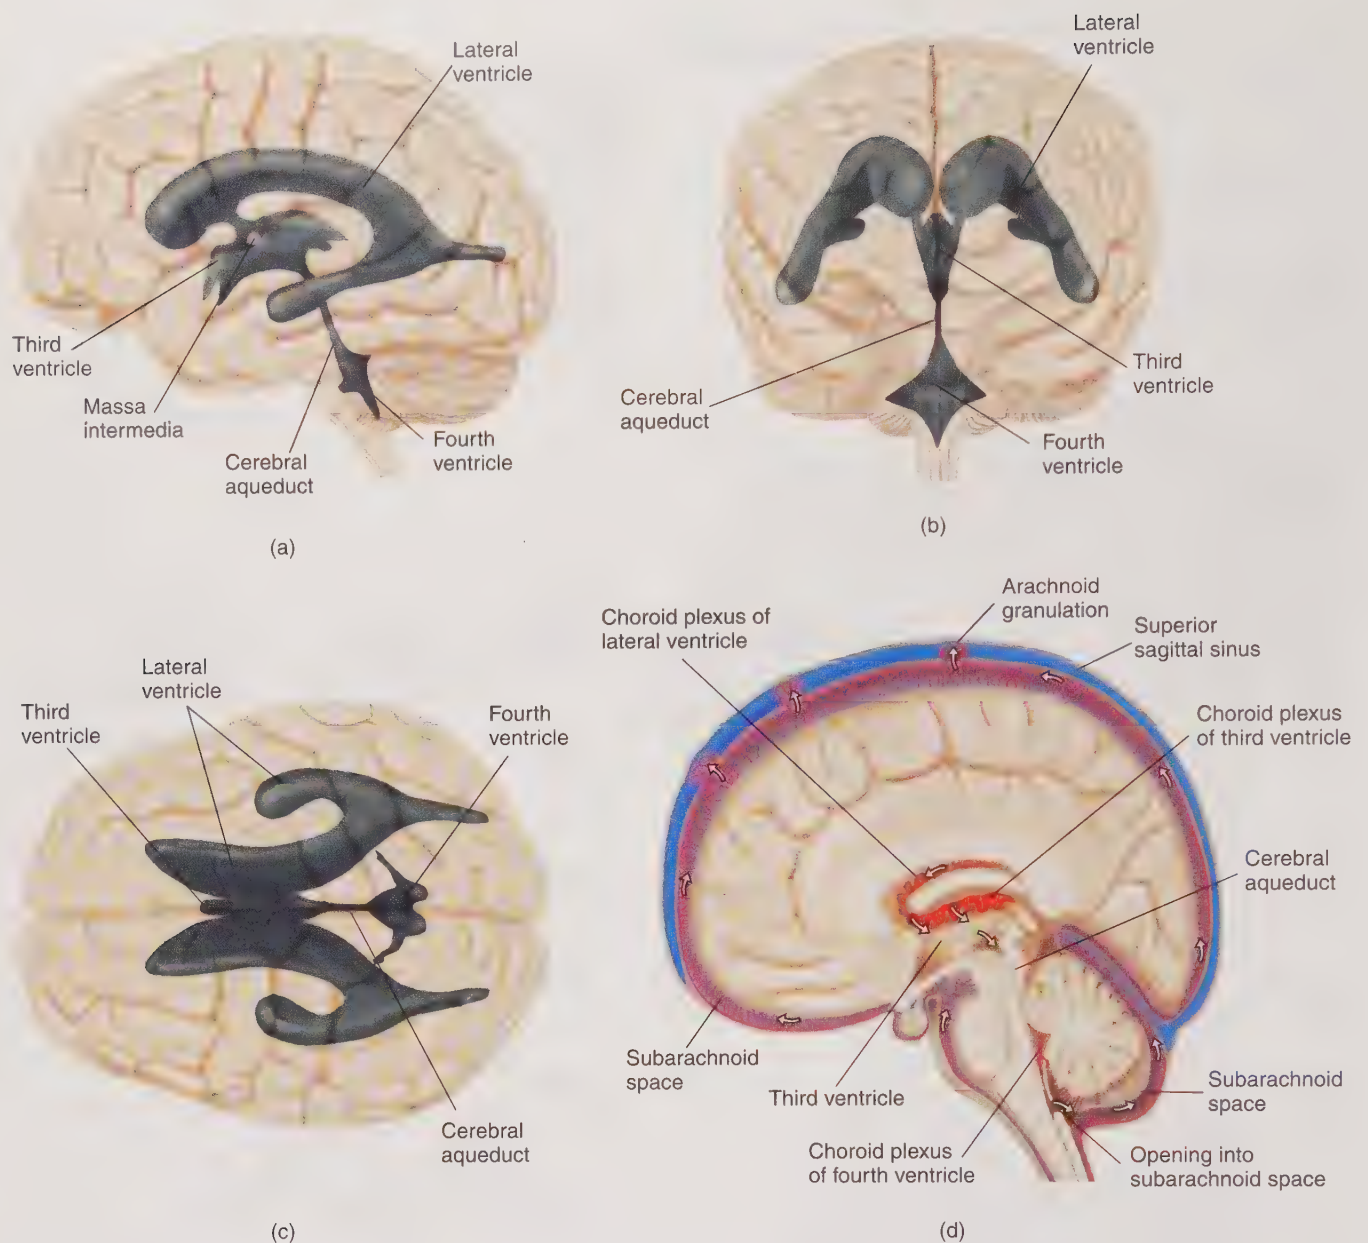 Lateral
ventricle
Third
ventricle
Massa
intermedia
Cerebral
aqueduct
Fourth
ventricle
(a)
Lateral
ventricle
Cerebral
aqueduct
Third
ventricle
Fourth
ventricle
(b)
Lateral
ventricle
Third
ventricle
Fourth
ventricle
Cerebral
aqueduct
(c)
Arachnoid
granulation
Choroid plexus of
lateral ventricle
Superior
sagittal sinus
Choroid plexus
of third ventricle
Cerebral
aqueduct
Subarachnoid
space
Third ventricle
Subarachnoid
space
Choroid plexus
of fourth ventricle
Opening into
subarachnoid space
(d)